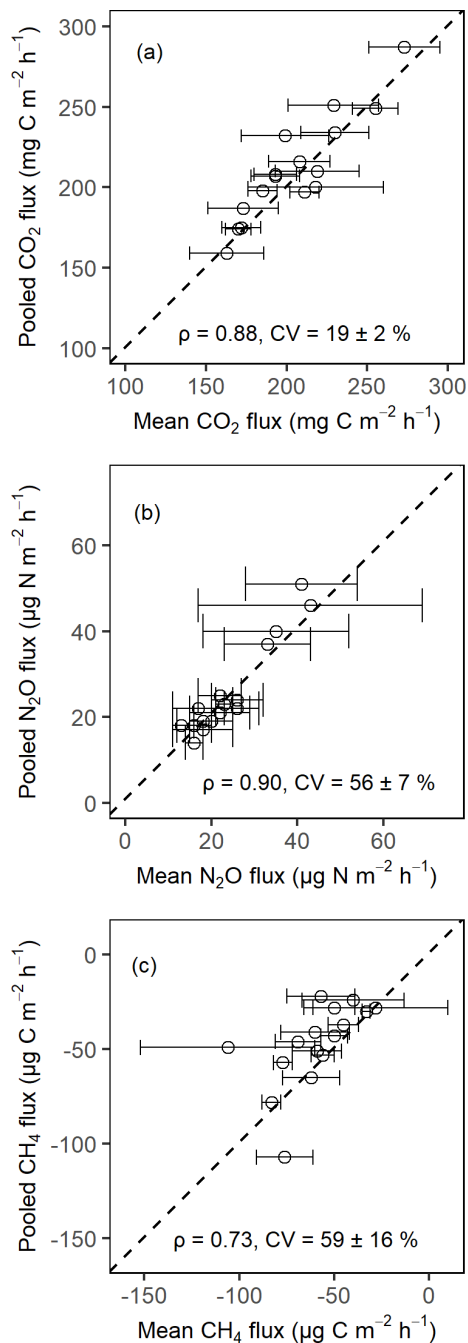 (a)
Pooled CO₂ flux (mg C m⁻² h⁻¹)
300
250
200
150
100
ρ = 0.88, CV = 19 ± 2 %
100 150 200 250 300
Mean CO₂ flux (mg C m⁻² h⁻¹)
(b)
Pooled N₂O flux (µg N m⁻² h⁻¹)
60
40
20
0
ρ = 0.90, CV = 56 ± 7 %
0 20 40 60
Mean N₂O flux (µg N m⁻² h⁻¹)
(c)
Pooled CH₄ flux (µg C m⁻² h⁻¹)
0
-50
-100
-150
ρ = 0.73, CV = 59 ± 16 %
-150 -100 -50 0
Mean CH₄ flux (µg C m⁻² h⁻¹)